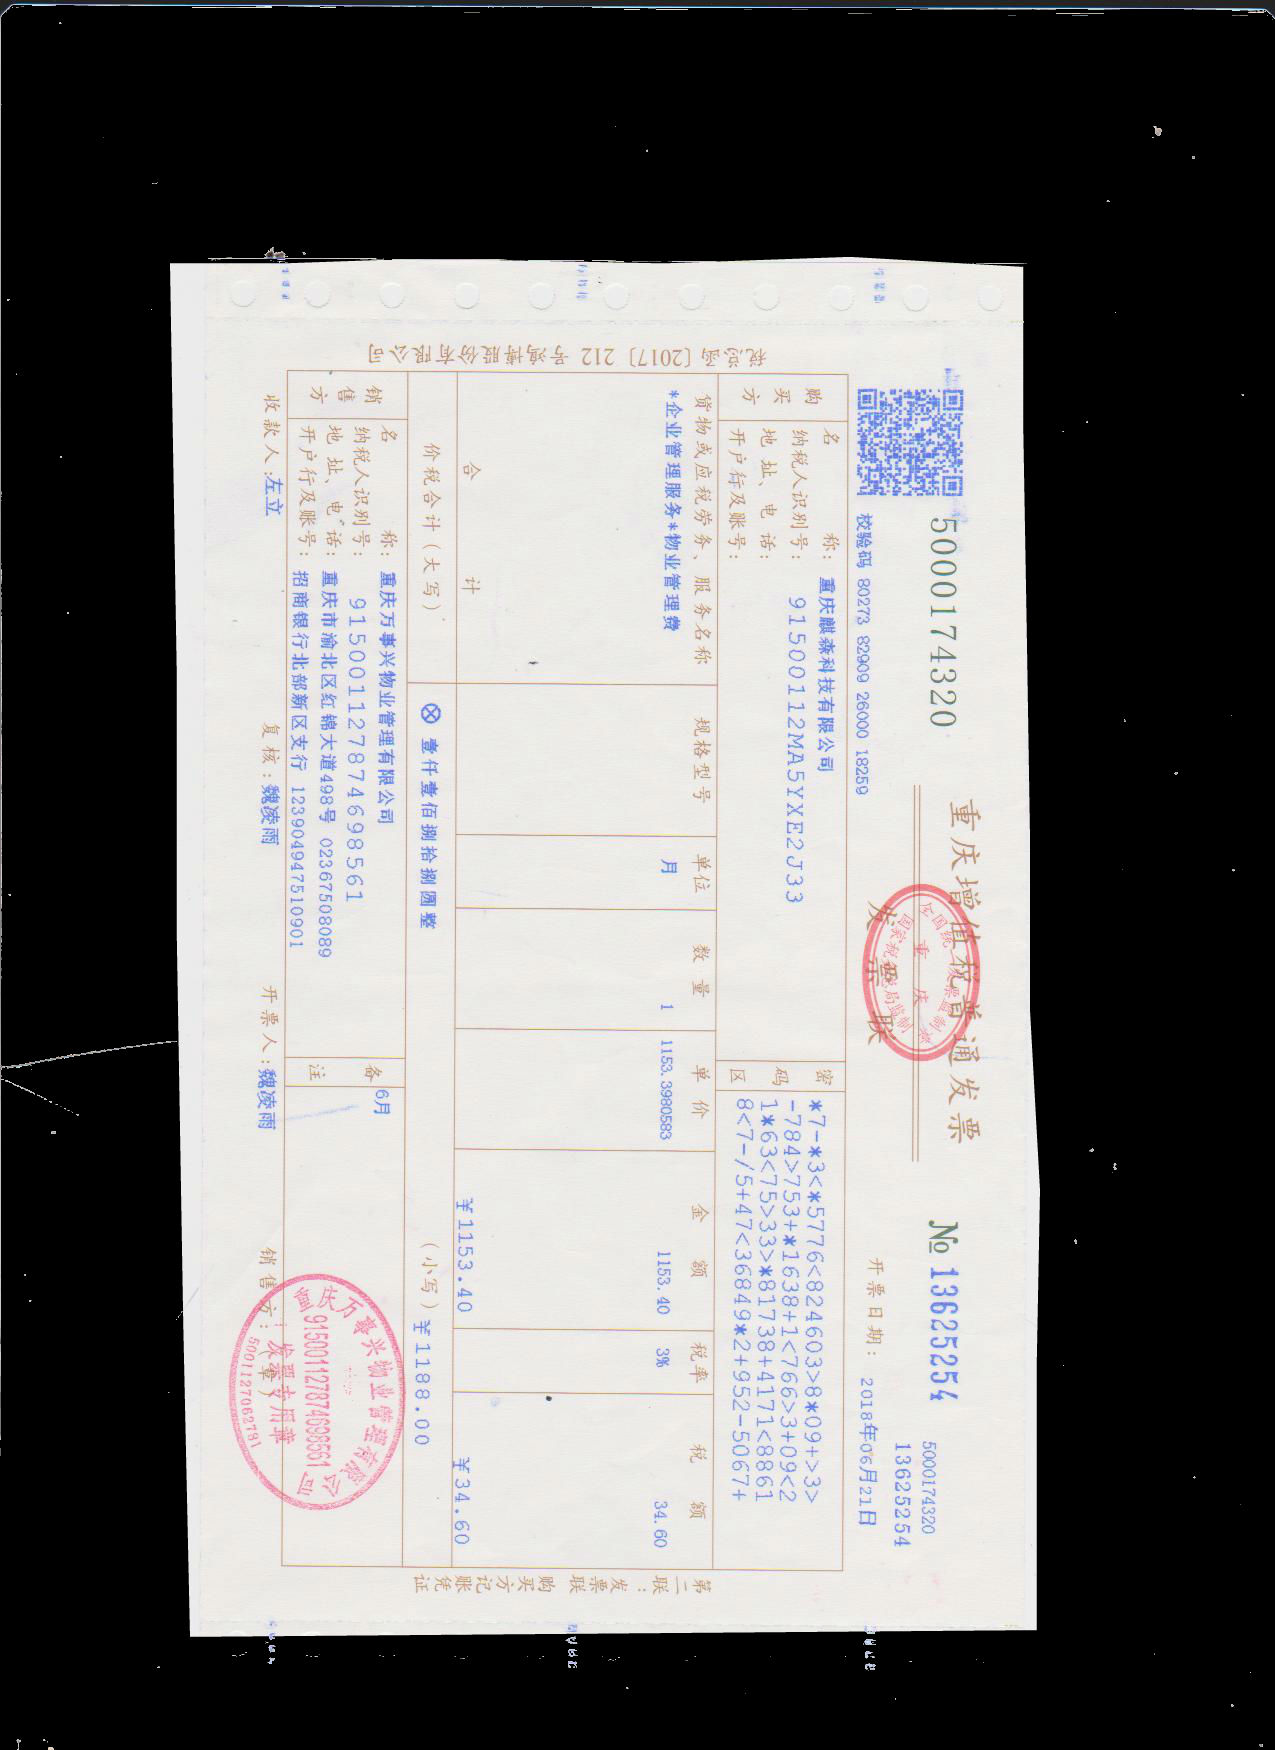 5000174320
重庆增值税普通发票
发票联
全国统一发票监制章
重庆
国家税务局监制
№ 13625254
5000174320
13625254
校验码 80273 82909 26000 18259
开票日期: 2018年06月21日
购买方
名 称: 重庆麒森科技有限公司
纳税人识别号: 91500112MA5YXE2J33
地 址、电 话:
开户行及账号:
密码区
*7-*3<*5776<824603>8*09+>3>
-784>753+*1638+1<766>3+09<2
1*63<75>33>*81738+4171<8861
8<7-/5+47<36849*2+952-5067+
货物或应税劳务、服务名称 规格型号 单位 数 量 单 价 金 额 税率 税 额
*企业管理服务*物业管理费 月 1 1153.3980583 1153.40 3% 34.60
合 计 ¥1153.40 ¥34.60
价税合计(大写) ⊗ 壹仟壹佰捌拾捌圆整 (小写) ¥1188.00
销售方
名 称: 重庆万事兴物业管理有限公司
纳税人识别号: 915001127874698561
地 址、电 话: 重庆市渝北区红锦大道498号 02367508089
开户行及账号: 招商银行北部新区支行 123904947510901
备注
6月
收款人: 左立 复核: 魏凌雨 开票人: 魏凌雨 销售方:(章)
重庆万事兴物业管理有限公司
915001127874698561
发票专用章
5001127062781
税总函〔2017〕212号鸿博股份有限公司
第二联:发票联 购买方记账凭证